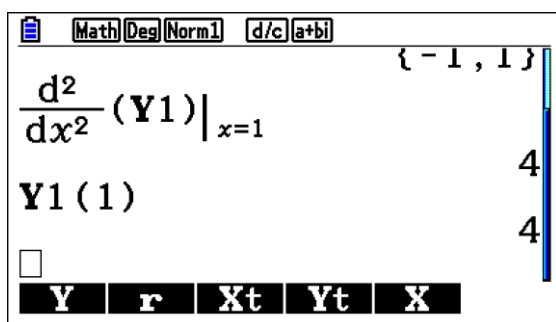 Math Deg Norm1 d/c a+bi
{-1,1}
d²/dx² (Y1)|x=1
4
Y1(1)
4
Y r Xt Yt X